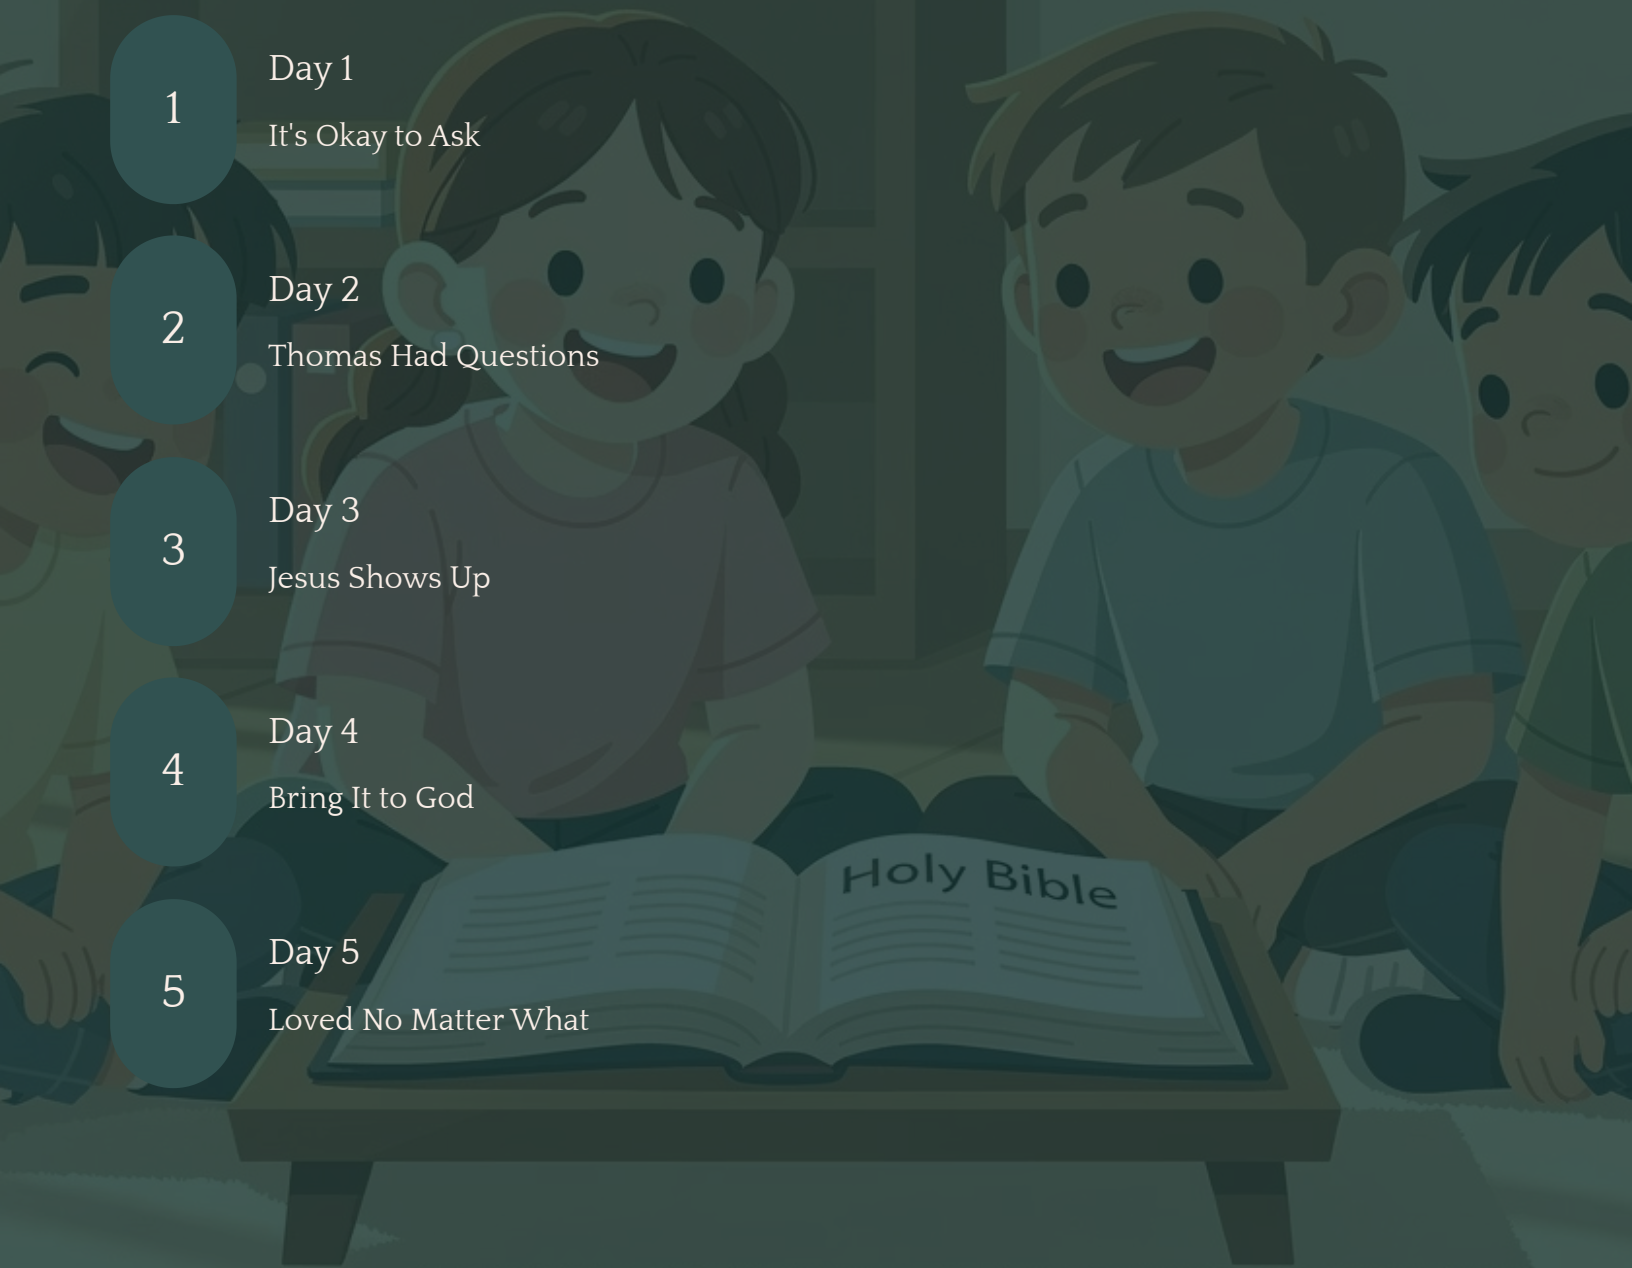 1
Day 1
It's Okay to Ask
2
Day 2
Thomas Had Questions
3
Day 3
Jesus Shows Up
4
Day 4
Bring It to God
Holy Bible
5
Day 5
Loved No Matter What